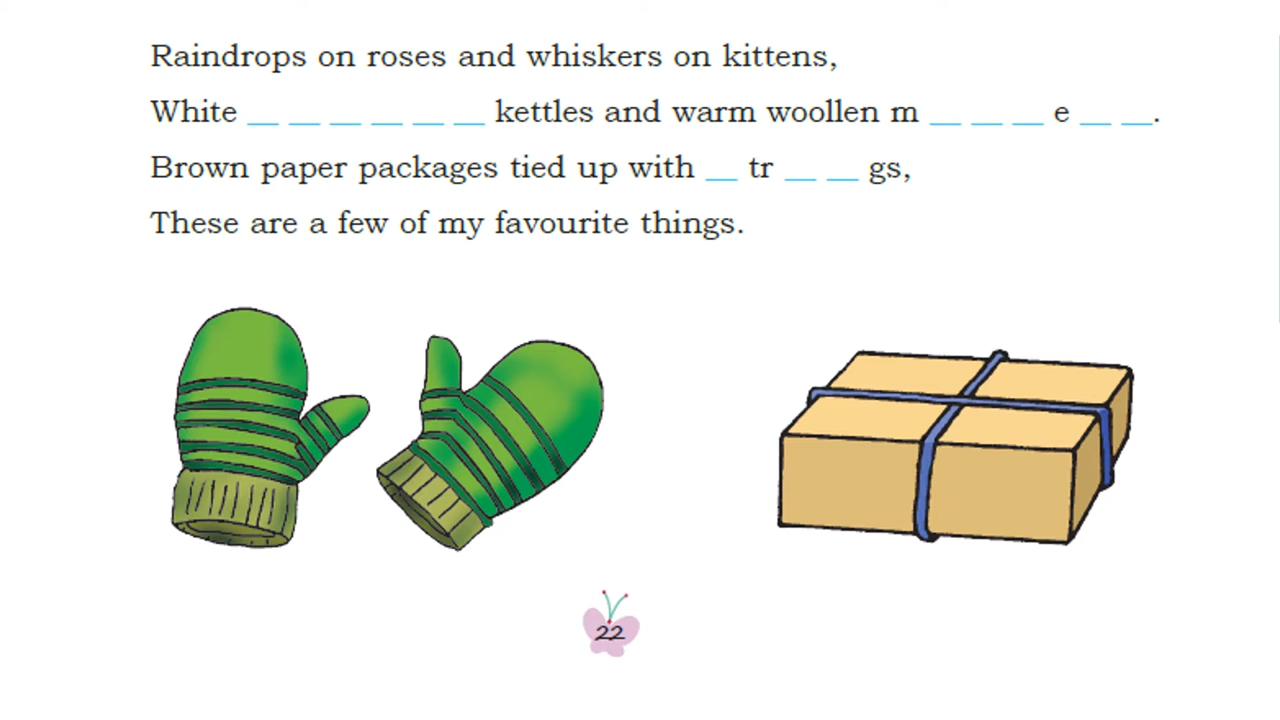 Raindrops on roses and whiskers on kittens,
White __ __ __ __ __ __ kettles and warm woollen m __ __ __ e __ __.
Brown paper packages tied up with __ tr __ __ gs,
These are a few of my favourite things.
22